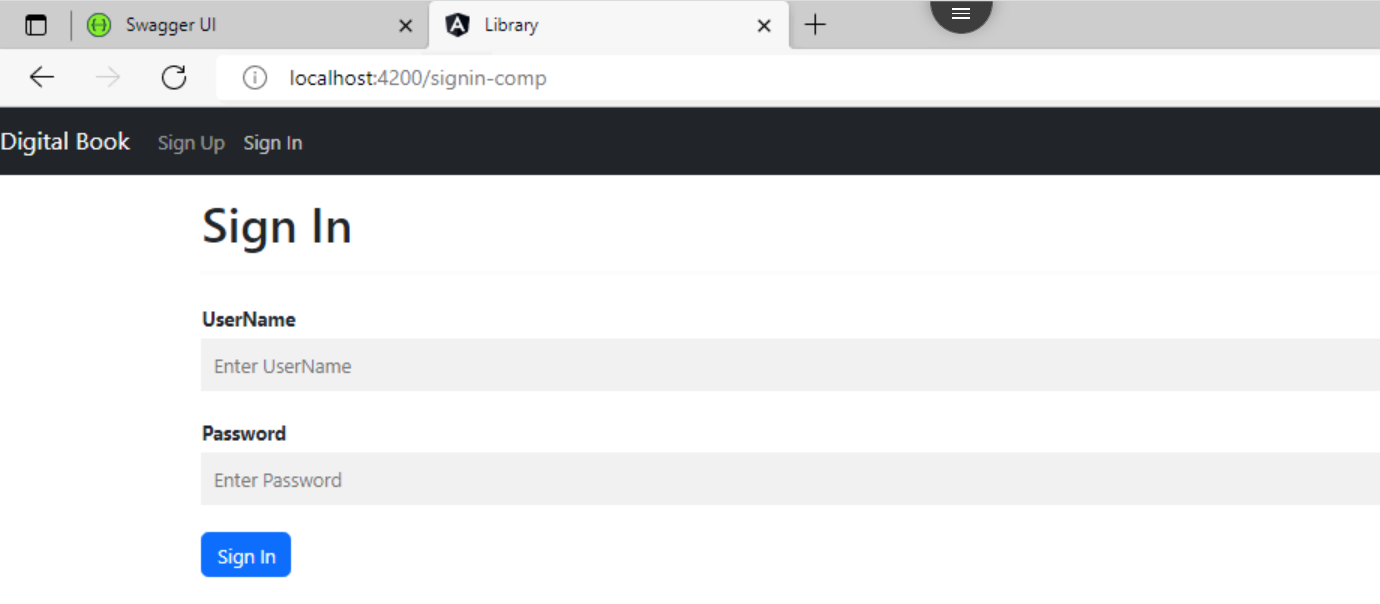 Swagger UI Library
localhost:4200/signin-comp
Digital Book Sign Up Sign In
Sign In
UserName
Enter UserName
Password
Enter Password
Sign In